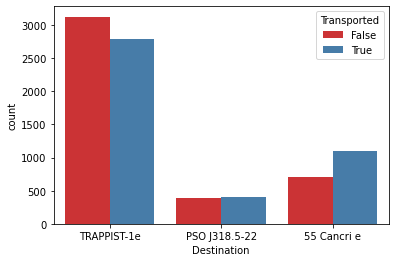 Transported
False
True
3000
2500
2000
1500
1000
500
0
count
TRAPPIST-1e
PSO J318.5-22
55 Cancri e
Destination